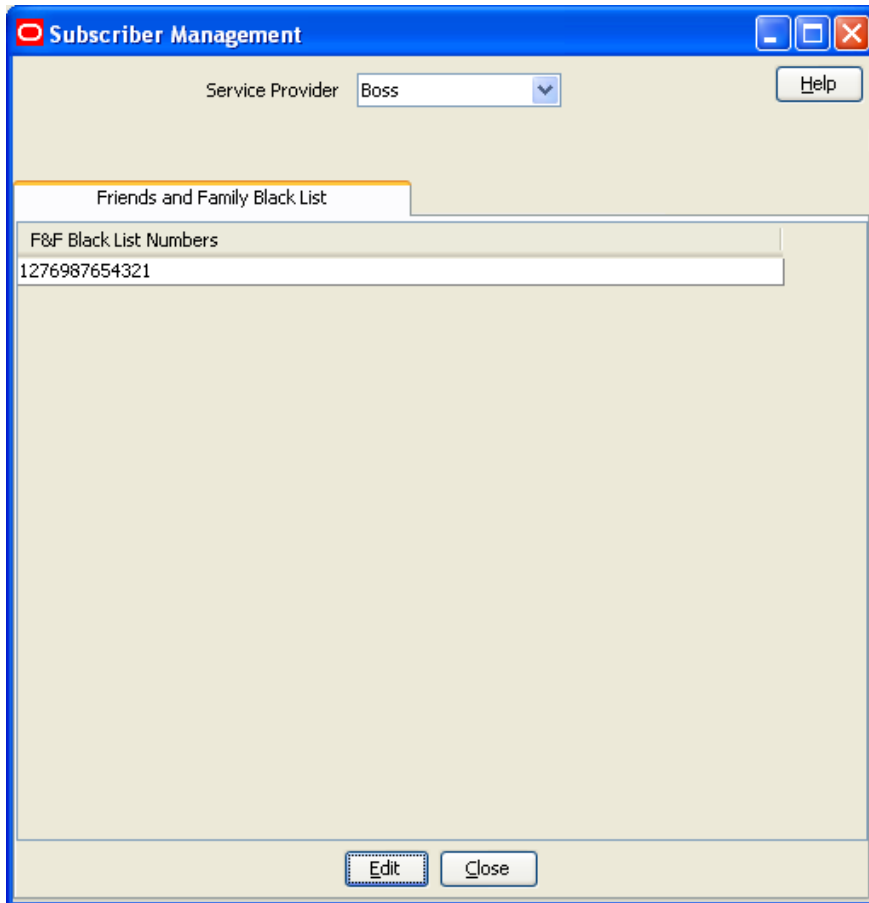 Subscriber Management
Service Provider Boss Help
Friends and Family Black List
F&F Black List Numbers
1276987654321
Edit Close